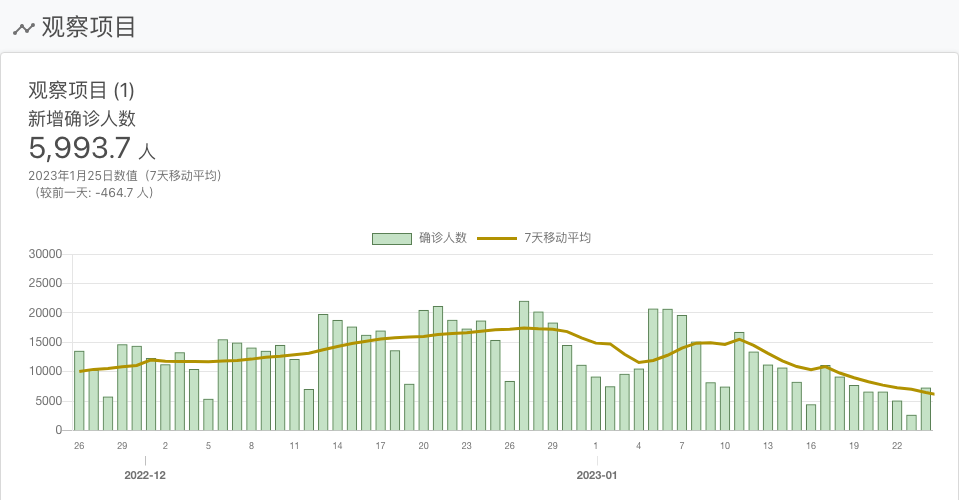 观察项目
观察项目 (1)
新增确诊人数
5,993.7 人
2023年1月25日数值（7天移动平均）
（较前一天: -464.7 人）
确诊人数 7天移动平均
30000
25000
20000
15000
10000
5000
0
26 29 2 5 8 11 14 17 20 23 26 29 1 4 7 10 13 16 19 22
2022-12 2023-01